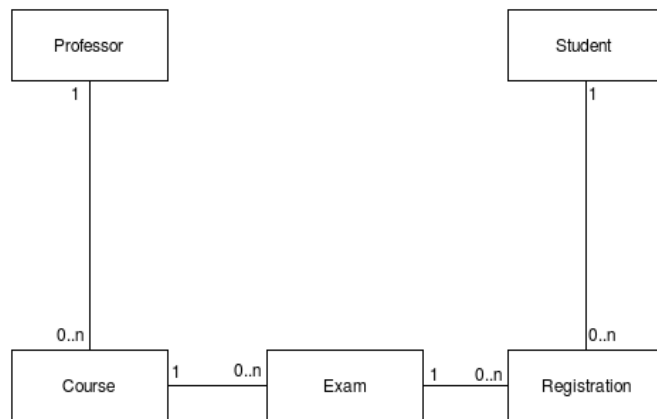 Professor
Student
1
1
0..n
0..n
Course
1
0..n
Exam
1
0..n
Registration